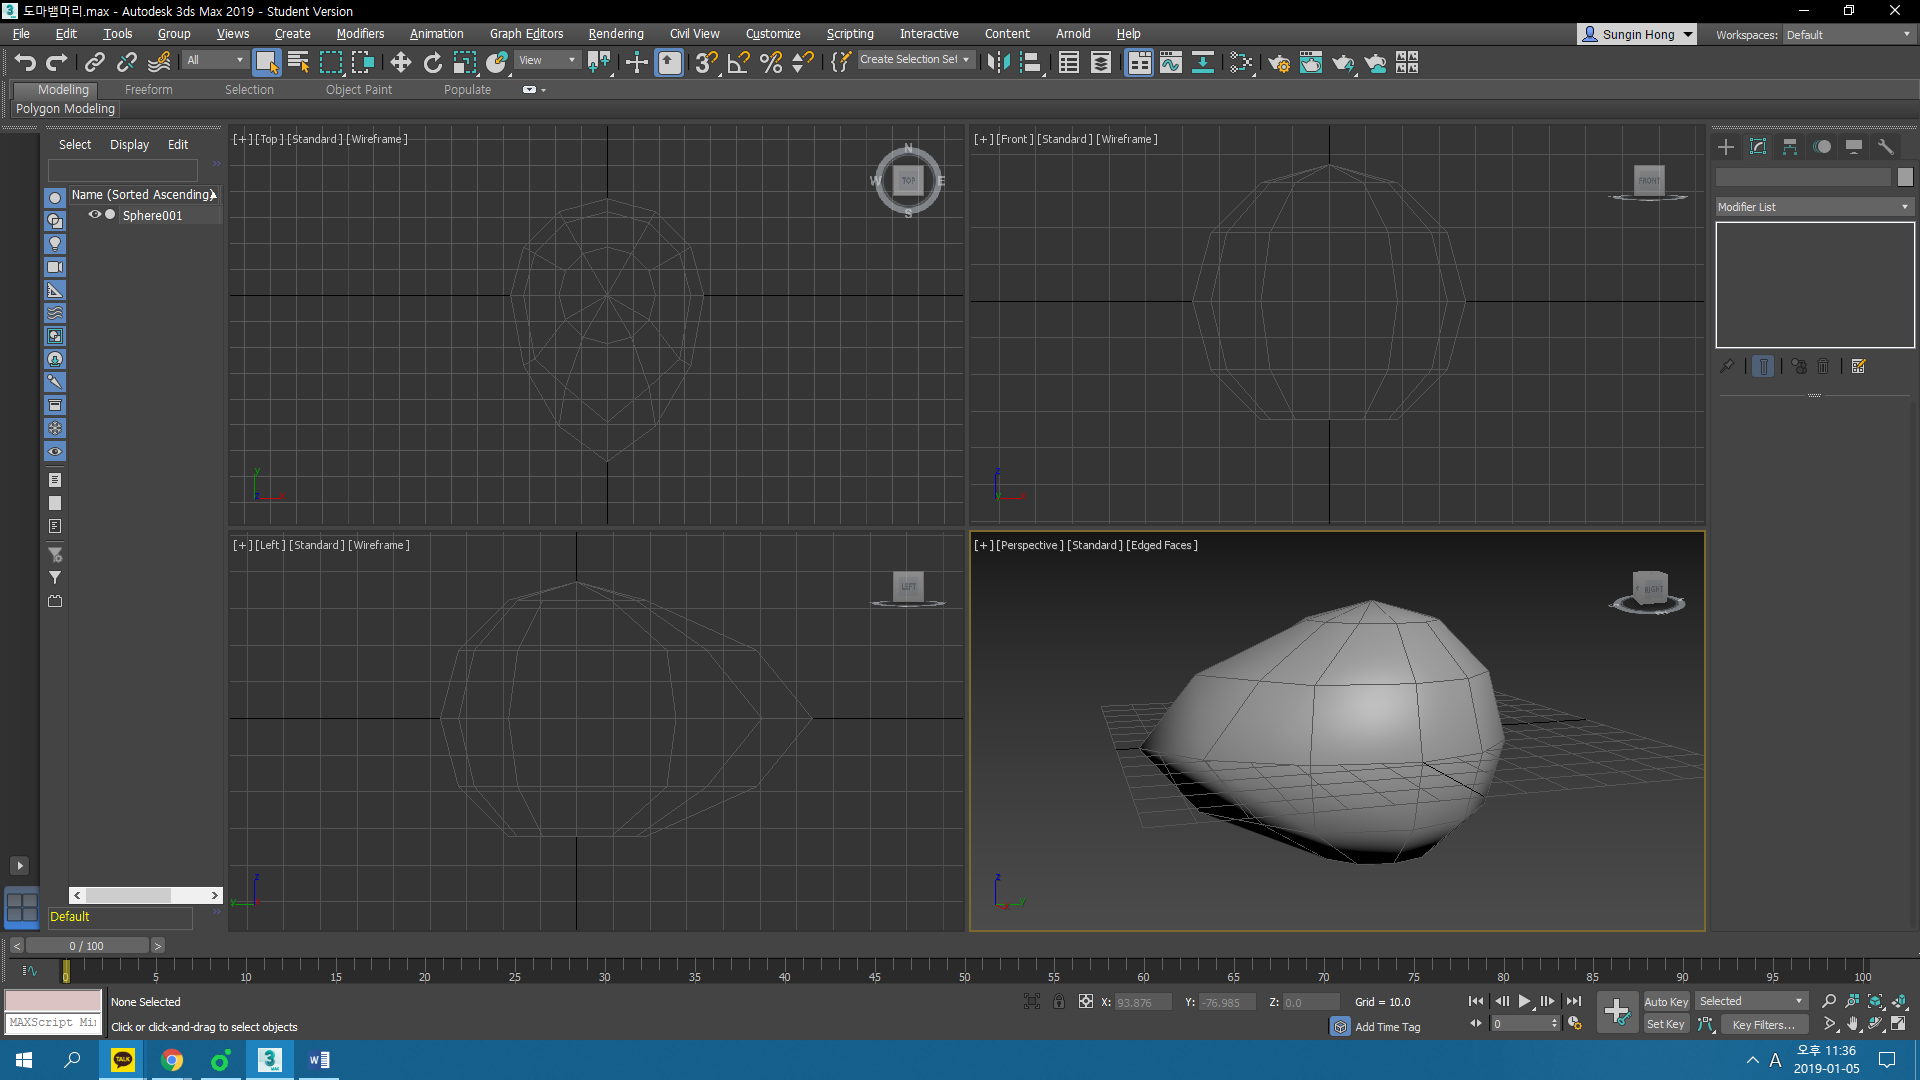 도마뱀머리.max - Autodesk 3ds Max 2019 - Student Version
File Edit Tools Group Views Create Modifiers Animation Graph Editors Rendering Civil View Customize Scripting Interactive Content Arnold Help
Sungin Hong
Workspaces: Default
All
View
Create Selection Set
Modeling Freeform Selection Object Paint Populate
Polygon Modeling
Select Display Edit
Name (Sorted Ascending)
Sphere001
Default
[+] [Top] [Standard] [Wireframe]
N
W TOP E
S
y
z
[+] [Front] [Standard] [Wireframe]
FRONT
z
y
[+] [Left] [Standard] [Wireframe]
LEFT
z
y
[+] [Perspective] [Standard] [Edged Faces]
RIGHT
z
y
Modifier List
< 0 / 100 >
0 5 10 15 20 25 30 35 40 45 50 55 60 65 70 75 80 85 90 95 100
None Selected
X: 93.876 Y: -76.985 Z: 0.0 Grid = 10.0
MAXScript Mi
Click or click-and-drag to select objects
Add Time Tag
0
Auto Key Selected
Set Key Key Filters...
TALK
3
MAX
W
A
오후 11:36
2019-01-05